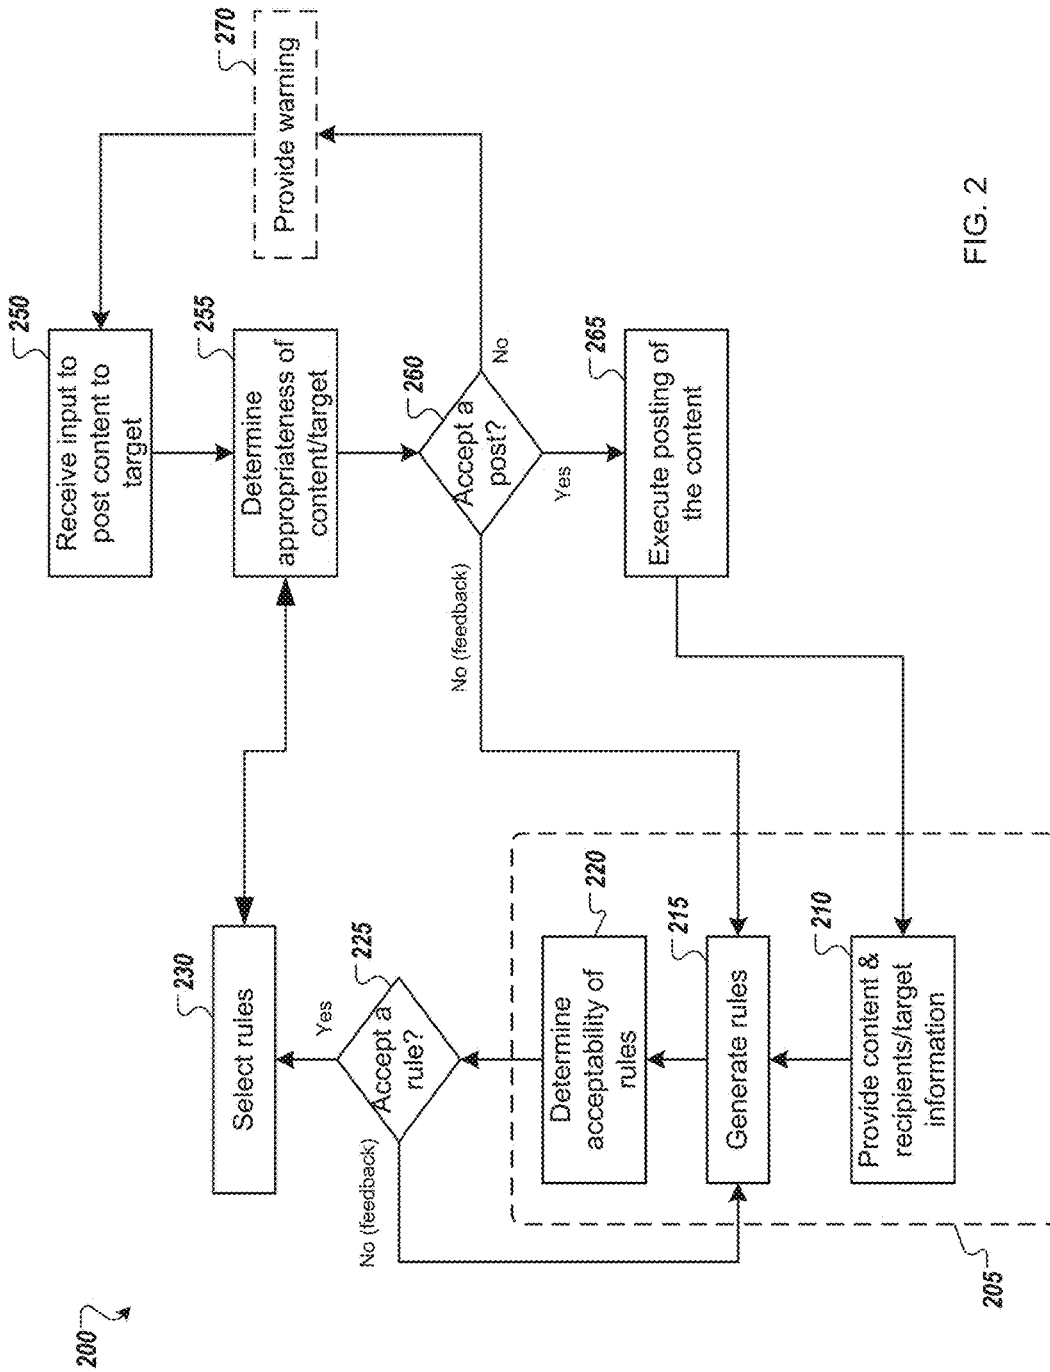 200
230
Select rules
225
Accept a
rule?
Yes
No (feedback)
220
Determine
acceptability of
rules
215
Generate rules
210
Provide content &
recipients/target
information
205
250
Receive input to
post content to
target
255
Determine
appropriateness of
content/target
260
Accept a
post?
No (feedback)
No
Yes
265
Execute posting of
the content
270
Provide warning
FIG. 2